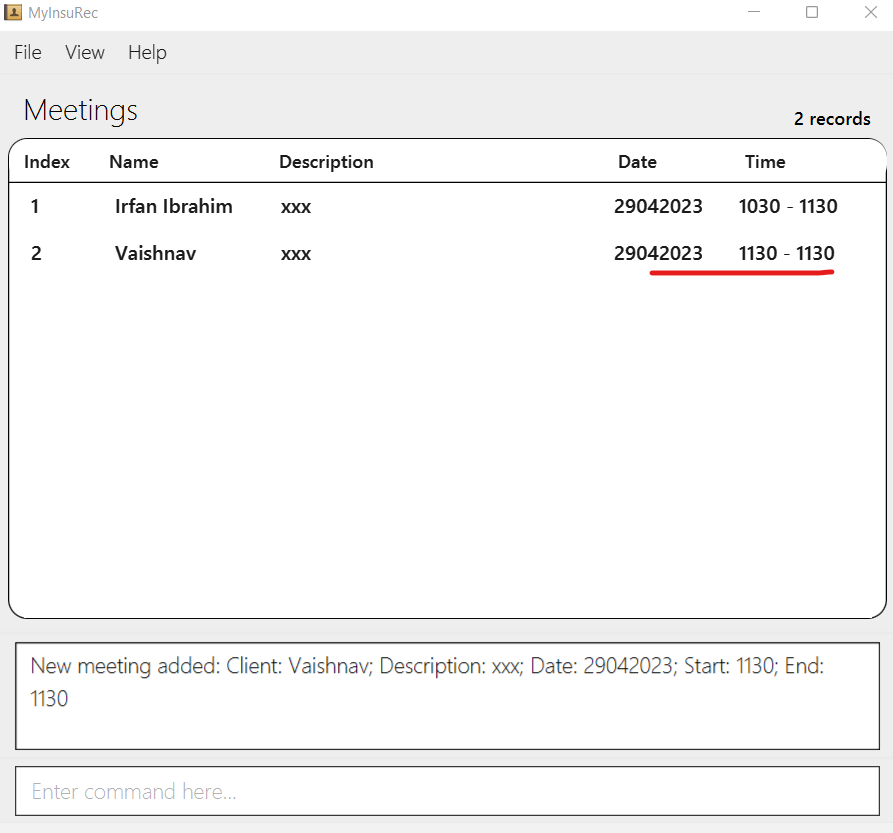 MyInsuRec
File View Help
Meetings
2 records
Index Name Description Date Time
1 Irfan Ibrahim xxx 29042023 1030 - 1130
2 Vaishnav xxx 29042023 1130 - 1130
New meeting added: Client: Vaishnav; Description: xxx; Date: 29042023; Start: 1130; End:
1130
Enter command here...